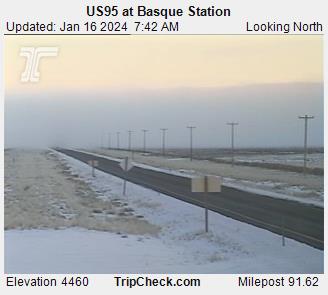 US95 at Basque Station
Updated: Jan 16 2024 7:42 AM Looking North
Elevation 4460 TripCheck.com Milepost 91.62